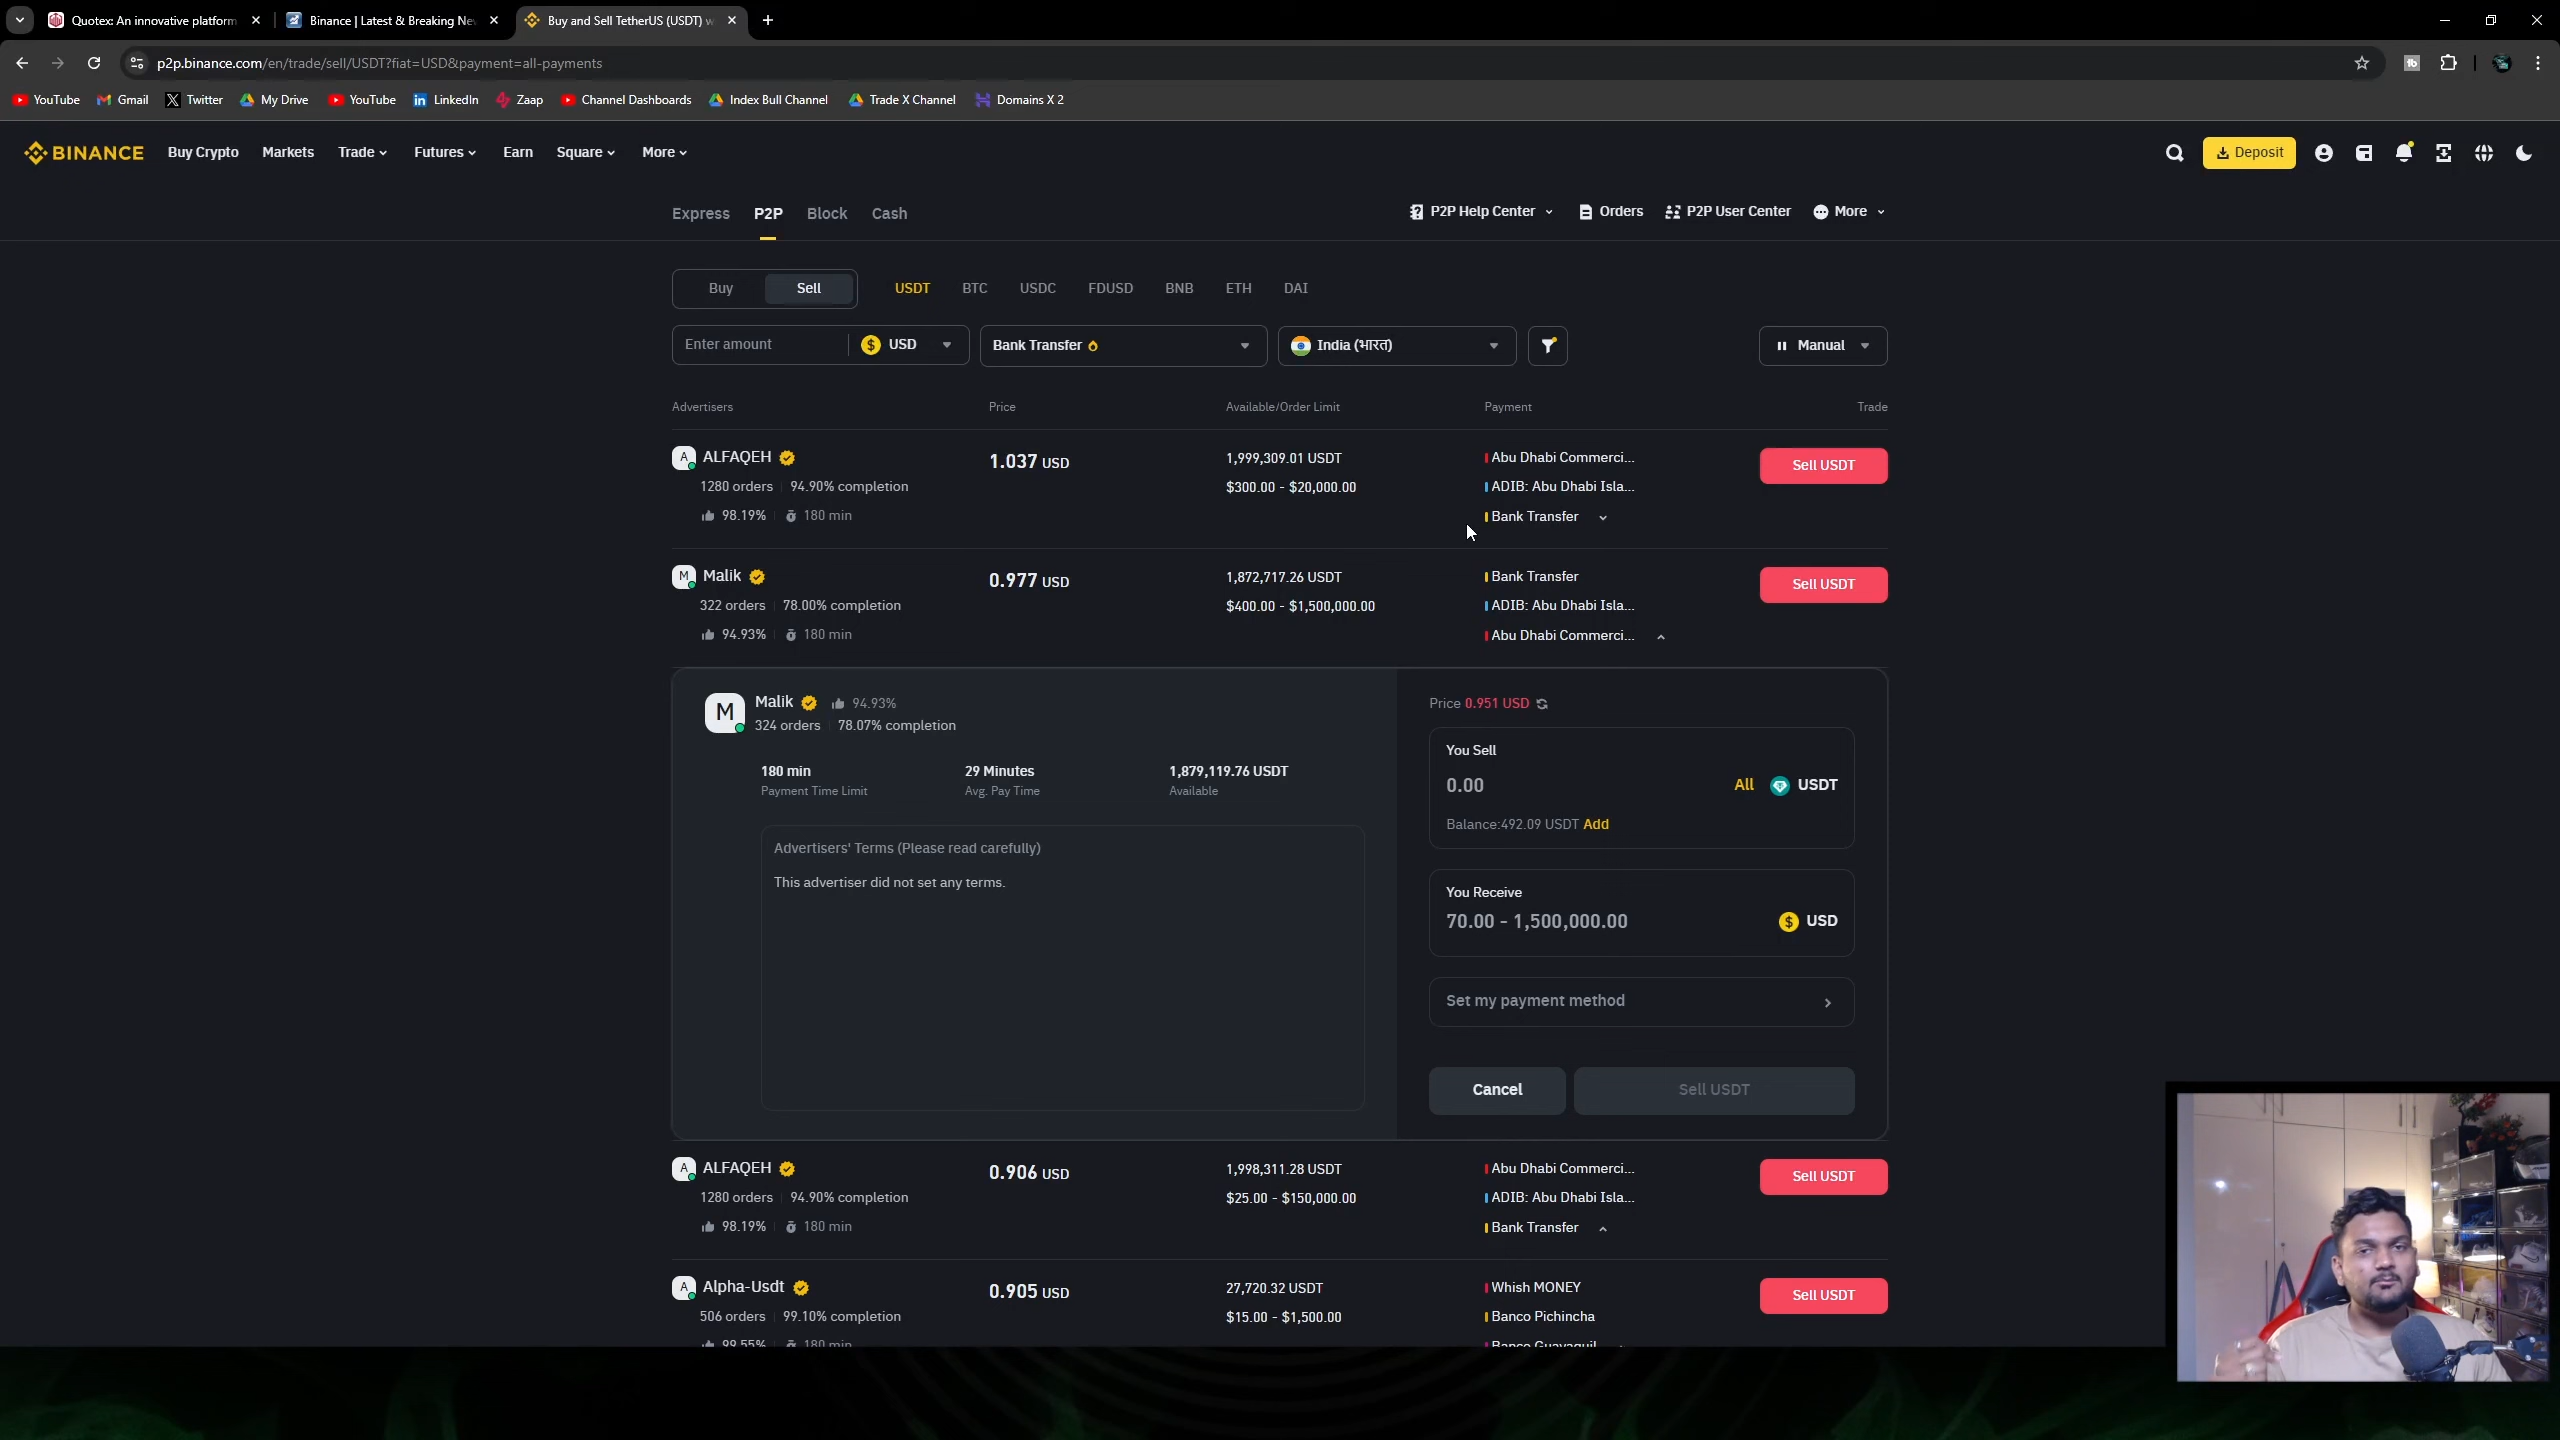 Quotex: An innovative platform
Binance | Latest & Breaking Ne
Buy and Sell TetherUS (USDT) w
p2p.binance.com/en/trade/sell/USDT?fiat=USD&payment=all-payments
YouTube Gmail Twitter My Drive YouTube LinkedIn Zaap Channel Dashboards Index Bull Channel Trade X Channel Domains X 2
BINANCE Buy Crypto Markets Trade Futures Earn Square More Deposit
Express P2P Block Cash P2P Help Center Orders P2P User Center More
Buy Sell USDT BTC USDC FDUSD BNB ETH DAI
Enter amount USD Bank Transfer India (भारत) Manual
Advertisers Price Available/Order Limit Payment Trade
A ALFAQEH 1.037 USD 1,999,309.01 USDT Abu Dhabi Commerci... Sell USDT
1280 orders 94.90% completion $300.00 - $20,000.00 ADIB: Abu Dhabi Isla...
98.19% 180 min Bank Transfer
M Malik 0.977 USD 1,872,717.26 USDT Bank Transfer Sell USDT
322 orders 78.00% completion $400.00 - $1,500,000.00 ADIB: Abu Dhabi Isla...
94.93% 180 min Abu Dhabi Commerci...
M Malik 94.93%
324 orders 78.07% completion
180 min 29 Minutes 1,879,119.76 USDT
Payment Time Limit Avg. Pay Time Available
Advertisers' Terms (Please read carefully)
This advertiser did not set any terms.
Price 0.951 USD
You Sell
0.00 All USDT
Balance:492.09 USDT Add
You Receive
70.00 - 1,500,000.00 USD
Set my payment method
Cancel Sell USDT
A ALFAQEH 0.906 USD 1,998,311.28 USDT Abu Dhabi Commerci... Sell USDT
1280 orders 94.90% completion $25.00 - $150,000.00 ADIB: Abu Dhabi Isla...
98.19% 180 min Bank Transfer
A Alpha-Usdt 0.905 USD 27,720.32 USDT Whish MONEY Sell USDT
506 orders 99.10% completion $15.00 - $1,500.00 Banco Pichincha
99.55% 180 min Banco Guayaquil